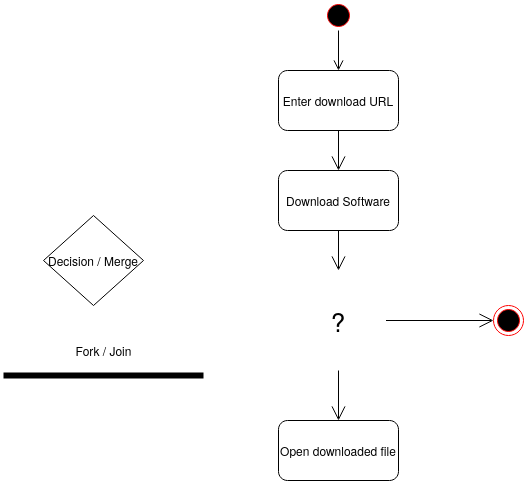 Enter download URL
Download Software
Decision / Merge
?
Fork / Join
Open downloaded file